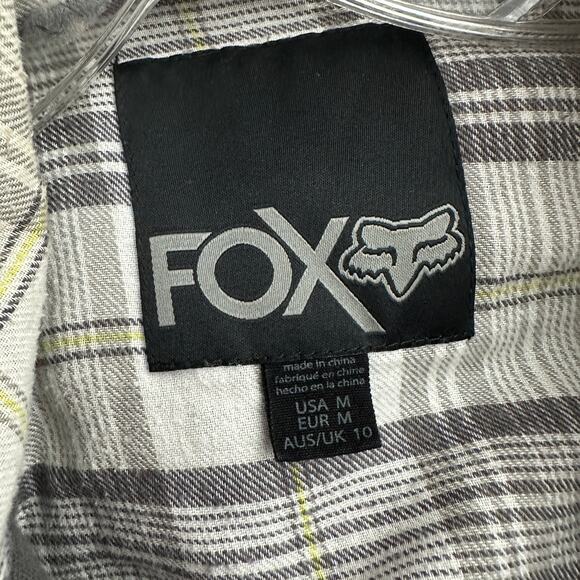 FOX
made in china
fabriqué en chine
hecho en la china
USA M
EUR M
AUS/UK 10